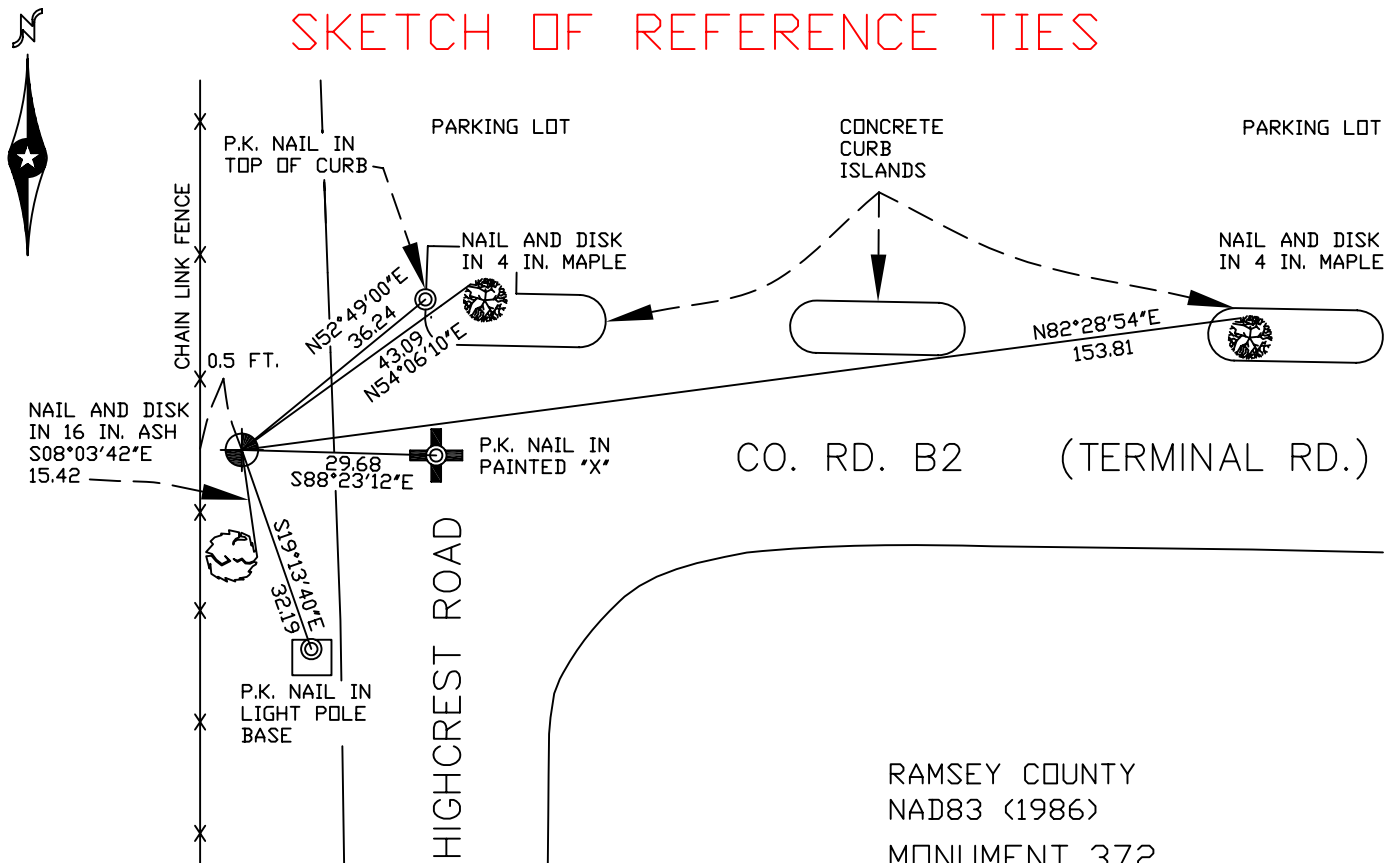 N
SKETCH OF REFERENCE TIES
PARKING LOT
CONCRETE
CURB
ISLANDS
PARKING LOT
P.K. NAIL IN
TOP OF CURB
CHAIN LINK FENCE
NAIL AND DISK
IN 4 IN. MAPLE
NAIL AND DISK
IN 4 IN. MAPLE
N52°49'00"E
36.24
43.09
N54°06'10"E
N82°28'54"E
153.81
0.5 FT.
NAIL AND DISK
IN 16 IN. ASH
S08°03'42"E
15.42
29.68
S88°23'12"E
P.K. NAIL IN
PAINTED "X"
CO. RD. B2 (TERMINAL RD.)
S19°13'40"E
32.19
HIGHCREST ROAD
P.K. NAIL IN
LIGHT POLE
BASE
RAMSEY COUNTY
NAD83 (1986)
MONUMENT 372